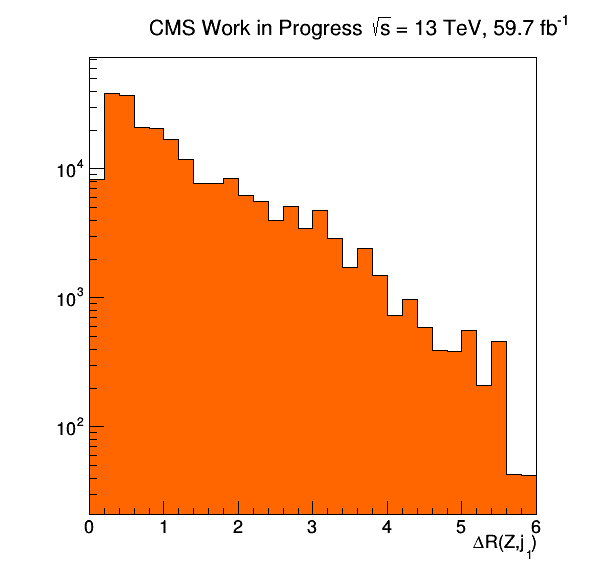 CMS Work in Progress √s = 13 TeV, 59.7 fb⁻¹
10⁴
10³
10²
0 1 2 3 4 5 6
ΔR(Z,j₁)